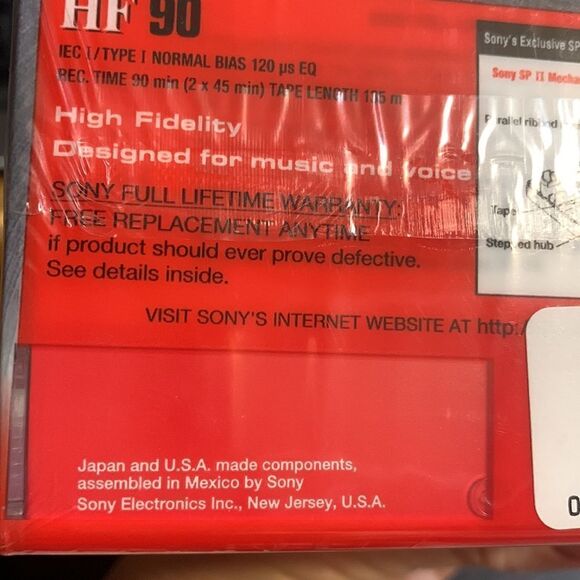 HF 90
IEC I/TYPE I NORMAL BIAS 120 µs EQ
REC. TIME 90 min (2 x 45 min) TAPE LENGTH 135 m
High Fidelity
Designed for music and voice
SONY FULL LIFETIME WARRANTY:
FREE REPLACEMENT ANYTIME
if product should ever prove defective.
See details inside.
VISIT SONY'S INTERNET WEBSITE AT http:/
Sony's Exclusive SP
Sony SP II Mecha
Parallel ribbed
Tape
Stepped hub
Japan and U.S.A. made components,
assembled in Mexico by Sony
Sony Electronics Inc., New Jersey, U.S.A.
0